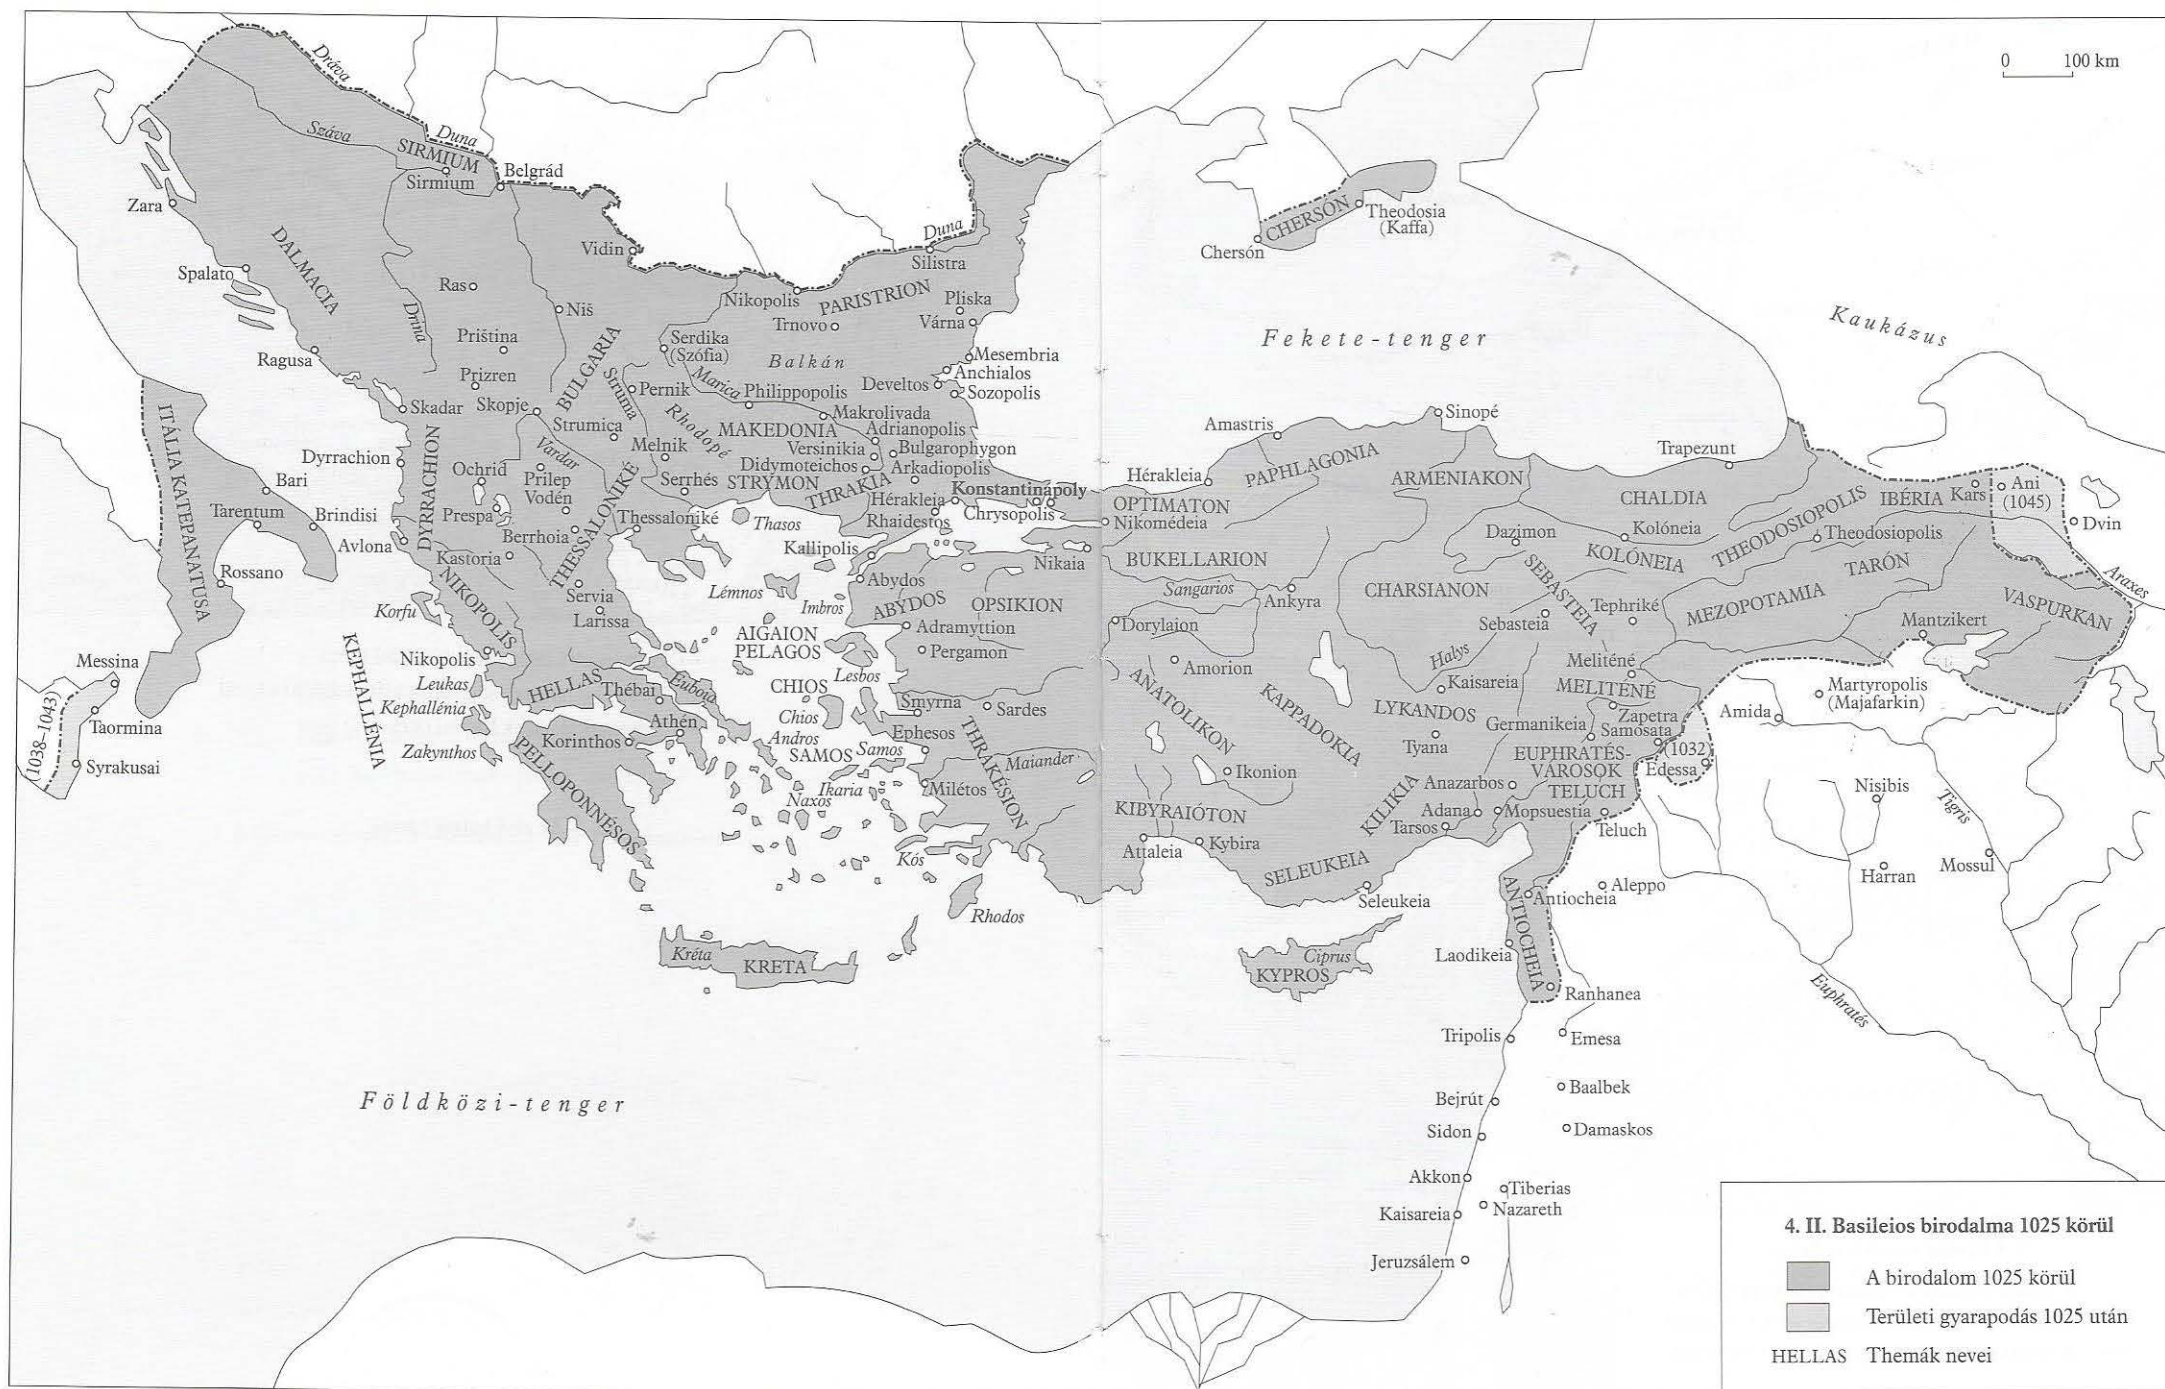 0 100 km
Dráva
Száva
Duna
SIRMIUM
Sirmium
Belgrád
Zara
DALMACIA
Spalato
Vidin
Duna
Silistra
Ras
Drina
Niš
Nikopolis
PARISTRION
Pliska
Trnovo
Várna
Priština
Serdika
(Szófia)
Balkán
Ragusa
Mesembria
Anchialos
Prizren
BULGARIA
Struma
Pernik
Marica
Philippopolis
Develtos
Sozopolis
Skadar
Skopje
Rhodopé
Makrolivada
Strumica
MAKEDONIA
Adrianopolis
Melnik
Versinikia
Bulgarophygon
Vardar
Didymoteichos
Arkadiopolis
Dyrrachion
DYRRACHION
Ochrid
Prilep
Vodén
Serrhés
STRYMON
THRAKIA
Hérakleia
Konstantinápoly
Chrysopolis
Rhaidestos
Prespa
Thessaloniké
Thasos
Berrhoia
THESSALONIKÉ
Avlona
Kastoria
Kallipolis
Nikaia
ITÁLIA KATEPANATUSA
Bari
Tarentum
Brindisi
Rossano
NIKOPOLIS
Servia
Larissa
Lémnos
Imbros
Abydos
ABYDOS
OPSIKION
Korfu
KEPHALLÉNIA
AIGAION
PELAGOS
Adramyttion
Pergamon
Nikopolis
Messina
Leukas
Kephallénia
HELLAS
Thébai
Euboia
Lesbos
CHIOS
Chios
Smyrna
Sardes
(1038–1043)
Taormina
Syrakusai
Zakynthos
Athén
Korinthos
Andros
SAMOS
Samos
Ephesos
THRAKÉSION
Maiander
PELLOPONNÉSOS
Naxos
Ikaria
Milétos
Kós
Rhodos
Kréta
KRETA
Földközi-tenger
CHERSÓN
Chersón
Theodosia
(Kaffa)
Fekete-tenger
Kaukázus
Amastris
Sinopé
Trapezunt
Hérakleia
PAPHLAGONIA
ARMENIAKON
OPTIMATON
Nikomédeia
CHALDIA
THEODOSIOPOLIS
IBÉRIA
Kars
Ani
(1045)
Dvin
Dazimon
Kolóneia
KOLÓNEIA
Theodosiopolis
BUKELLARION
Sangarios
Ankyra
CHARSIANON
SEBASTEIA
Sebasteia
Tephriké
MEZOPOTAMIA
TARÓN
Araxes
VASPURKAN
Mantzikert
Dorylaion
Amorion
Halys
Kaisareia
Meliténé
MELITENÉ
Martyropolis
(Majafarkin)
Amida
ANATOLIKON
KAPPADOKIA
LYKANDOS
Germanikeia
Zapetra
Samosata
(1032)
Edessa
Tyana
EUPHRATÉS-
VÁROSOK
TELUCH
Ikonion
Anazarbos
Nisibis
Tigris
KIBYRAIÓTON
KILIKIA
Adana
Mopsuestia
Teluch
Tarsos
Attaleia
Kybira
SELEUKEIA
Seleukeia
Mossul
Harran
ANTIOCHEIA
Antiocheia
Aleppo
Laodikeia
Ciprus
KYPROS
Ranhanea
Euphratés
Tripolis
Emesa
Baalbek
Bejrút
Sidon
Damaskos
Akkon
Tiberias
Kaisareia
Nazareth
Jeruzsálem
4. II. Basileios birodalma 1025 körül
A birodalom 1025 körül
Területi gyarapodás 1025 után
HELLAS Themák nevei